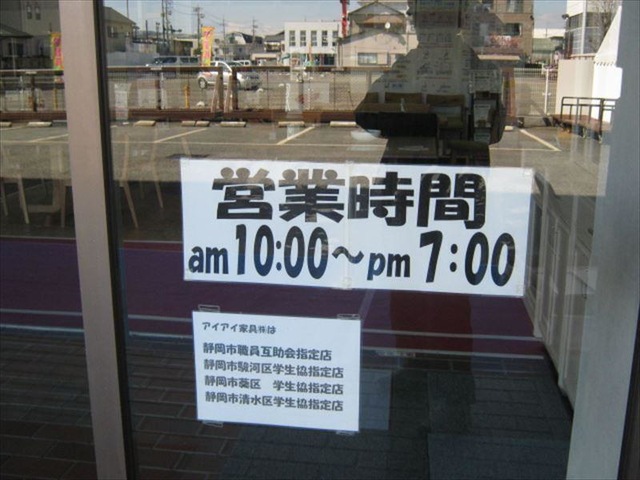 営業時間
am10:00～pm7:00
アイアイ家具㈱は
静岡市職員互助会指定店
静岡市駿河区学生協指定店
静岡市葵区　学生協指定店
静岡市清水区学生協指定店